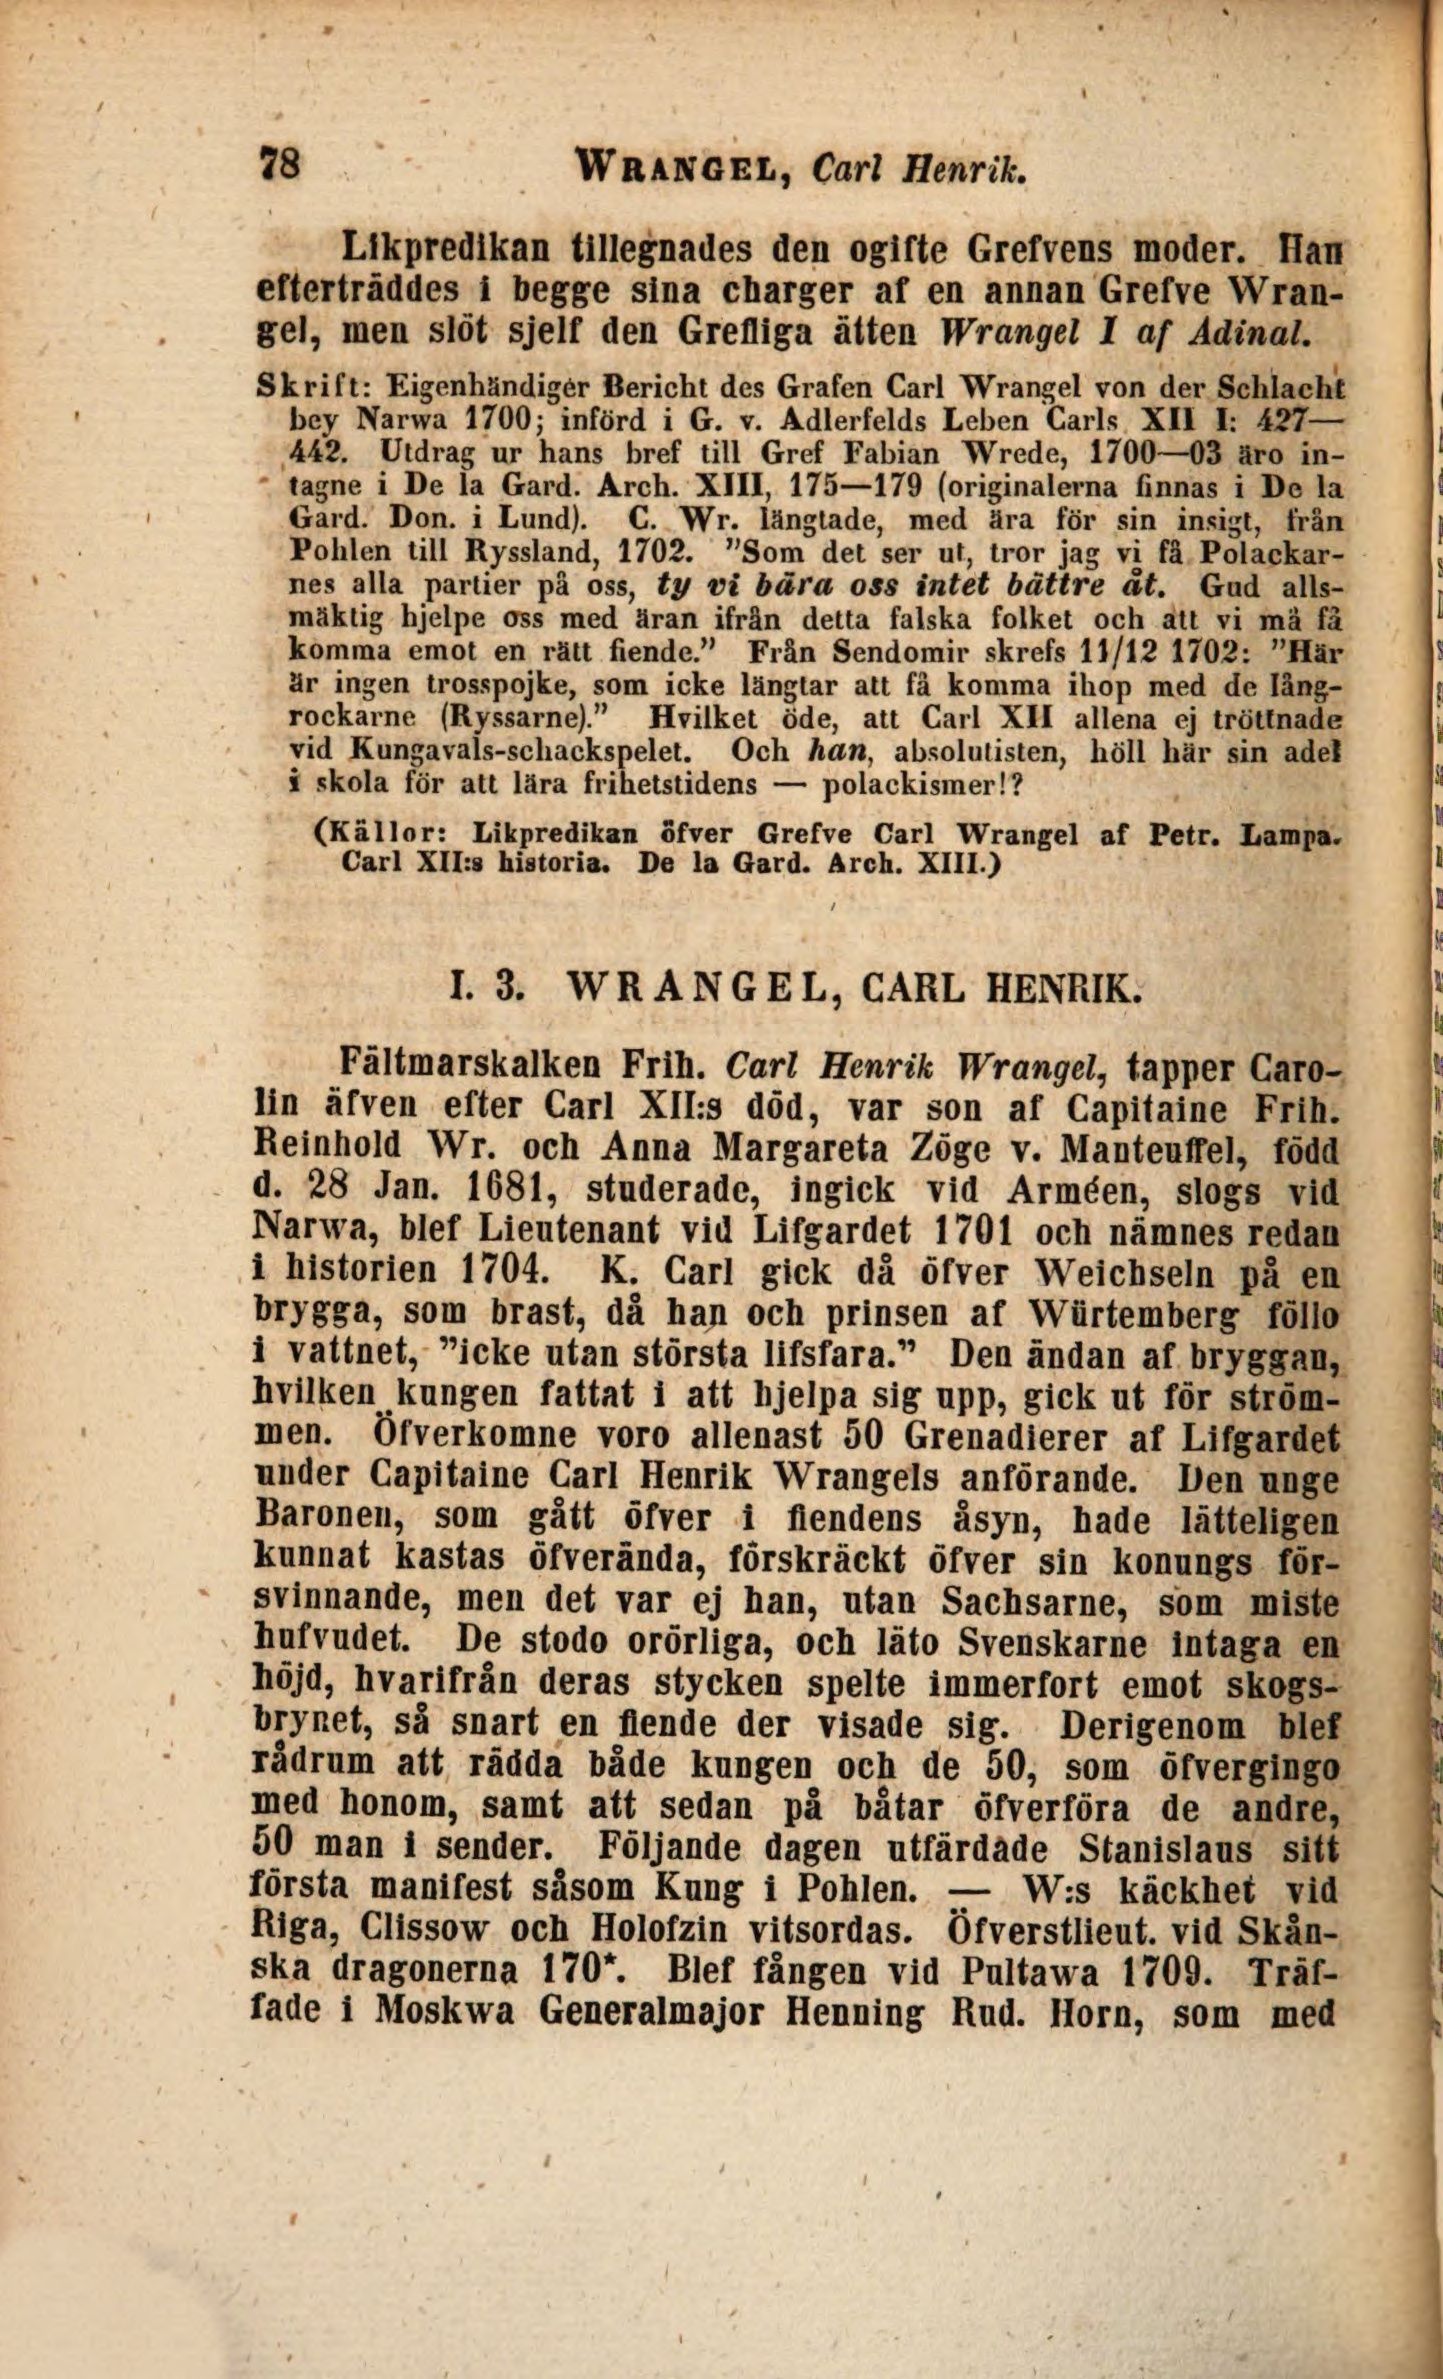 78 WRANGEL, Carl Henrik.
Likpredikan tillegnades den ogifte Grefvens moder. Han
efterträddes i begge sina charger af en annan Grefve Wran-
gel, men slöt sjelf den Grefliga ätten Wrangel I af Adinal.
Skrift: Eigenhändiger Bericht des Grafen Carl Wrangel von der Schlacht
bey Narwa 1700; införd i G. v. Adlerfelds Leben Carls XII I: 427—
442. Utdrag ur hans bref till Gref Fabian Wrede, 1700—03 äro in-
tagne i De la Gard. Arch. XIII, 175—179 (originalerna finnas i De la
Gard. Don. i Lund). C. Wr. längtade, med ära för sin insigt, från
Pohlen till Ryssland, 1702. ”Som det ser ut, tror jag vi få Polackar-
nes alla partier på oss, ty vi bära oss intet bättre åt. Gud alls-
mäktig hjelpe oss med äran ifrån detta falska folket och att vi må få
komma emot en rätt fiende.” Från Sendomir skrefs 11/12 1702: ”Här
är ingen trosspojke, som icke längtar att få komma ihop med de lång-
rockarne (Ryssarne).” Hvilket öde, att Carl XII allena ej tröttnade
vid Kungavals-schackspelet. Och han, absolutisten, höll här sin adel
i skola för att lära frihetstidens — polackismer!?
(Källor: Likpredikan öfver Grefve Carl Wrangel af Petr. Lampa.
Carl XII:s historia. De la Gard. Arch. XIII.)
I. 3. WRANGEL, CARL HENRIK.
Fältmarskalken Frih. Carl Henrik Wrangel, tapper Caro-
lin äfven efter Carl XII:s död, var son af Capitaine Frih.
Reinhold Wr. och Anna Margareta Zöge v. Manteuffel, född
d. 28 Jan. 1681, studerade, ingick vid Arméen, slogs vid
Narwa, blef Lieutenant vid Lifgardet 1701 och nämnes redan
i historien 1704. K. Carl gick då öfver Weichseln på en
brygga, som brast, då han och prinsen af Würtemberg föllo
i vattnet, ”icke utan största lifsfara.” Den ändan af bryggan,
hvilken kungen fattat i att hjelpa sig upp, gick ut för ström-
men. Öfverkomne voro allenast 50 Grenadierer af Lifgardet
under Capitaine Carl Henrik Wrangels anförande. Den unge
Baronen, som gått öfver i fiendens åsyn, hade lätteligen
kunnat kastas öfverända, förskräckt öfver sin konungs för-
svinnande, men det var ej han, utan Sachsarne, som miste
hufvudet. De stodo orörliga, och läto Svenskarne intaga en
höjd, hvarifrån deras stycken spelte immerfort emot skogs-
brynet, så snart en fiende der visade sig. Derigenom blef
rådrum att rädda både kungen och de 50, som öfvergingo
med honom, samt att sedan på båtar öfverföra de andre,
50 man i sender. Följande dagen utfärdade Stanislaus sitt
första manifest såsom Kung i Pohlen. — W:s käckhet vid
Riga, Clissow och Holofzin vitsordas. Öfverstlieut. vid Skån-
ska dragonerna 170*. Blef fången vid Pultawa 1709. Träf-
fade i Moskwa Generalmajor Henning Rud. Horn, som med